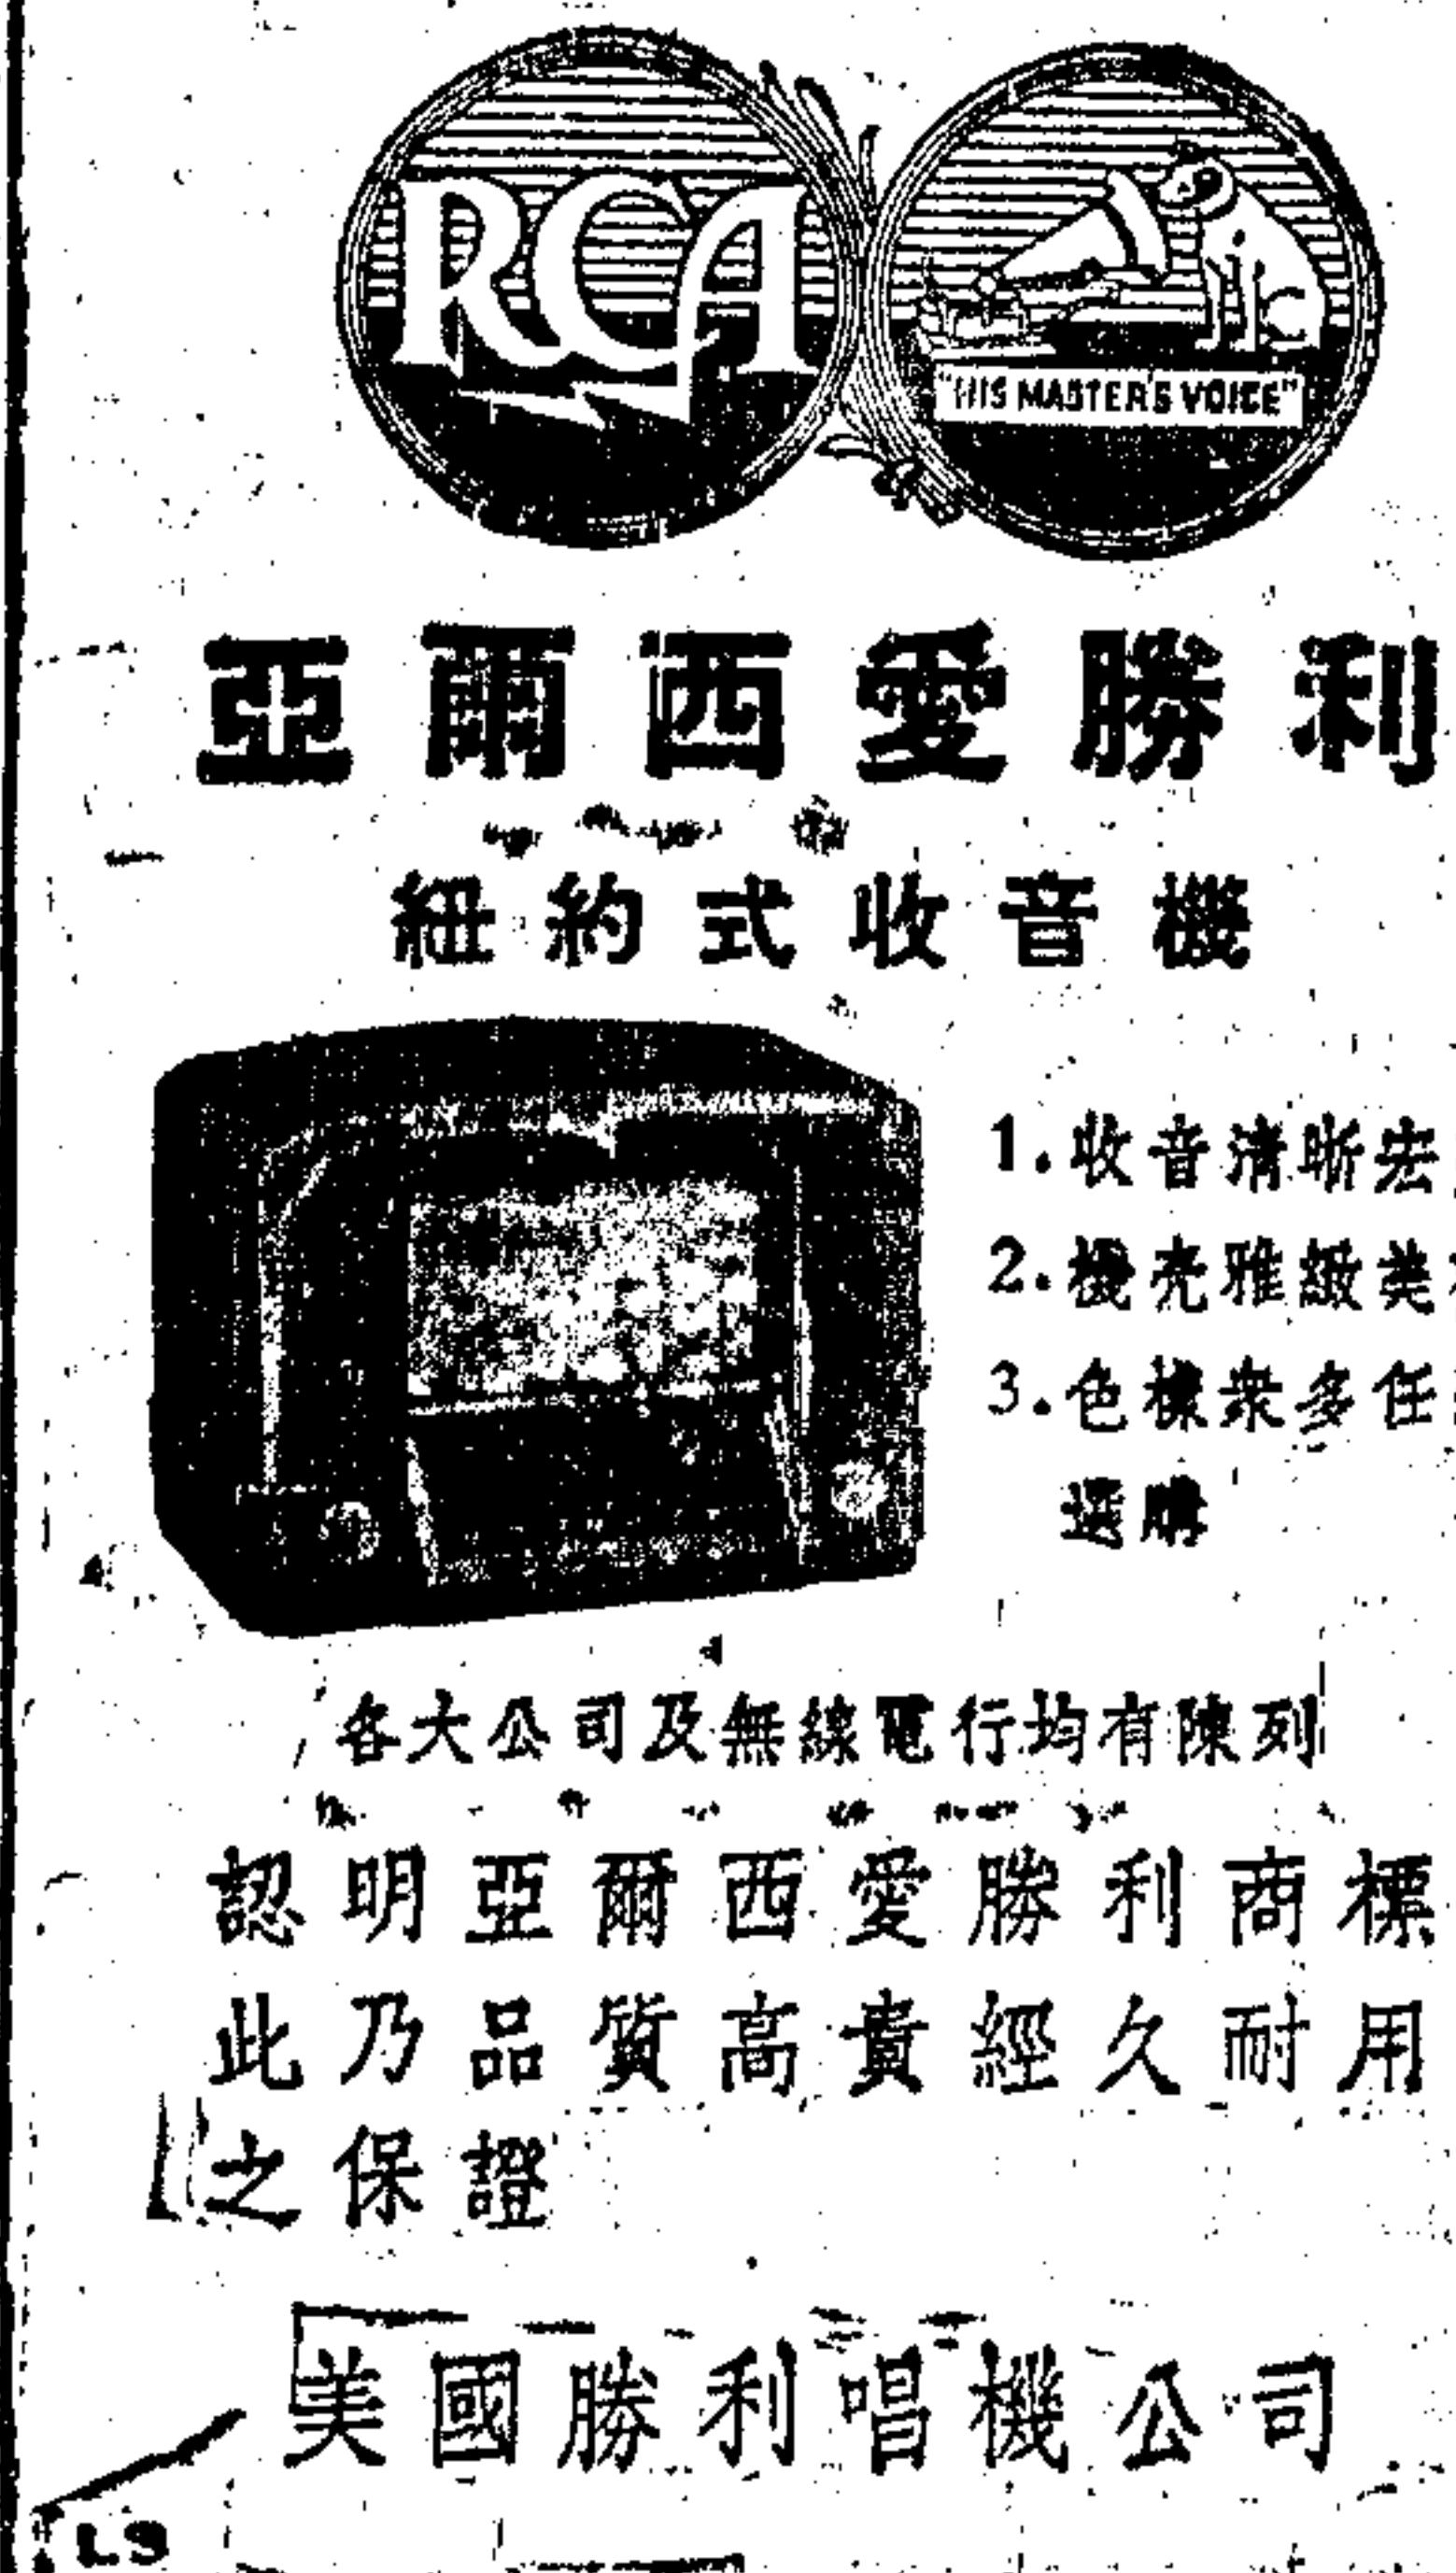 RCA
"HIS MASTER'S VOICE"
亞爾西愛勝利
紐約式收音機
1.收音清晰宏
2.機売雅緻美
3.色樣衆多任
選購
各大公司及無線電行均有陳列
認明亞爾西愛勝利商標
此乃品質高貴經久耐用
之保證
美國勝利唱機公司
L9